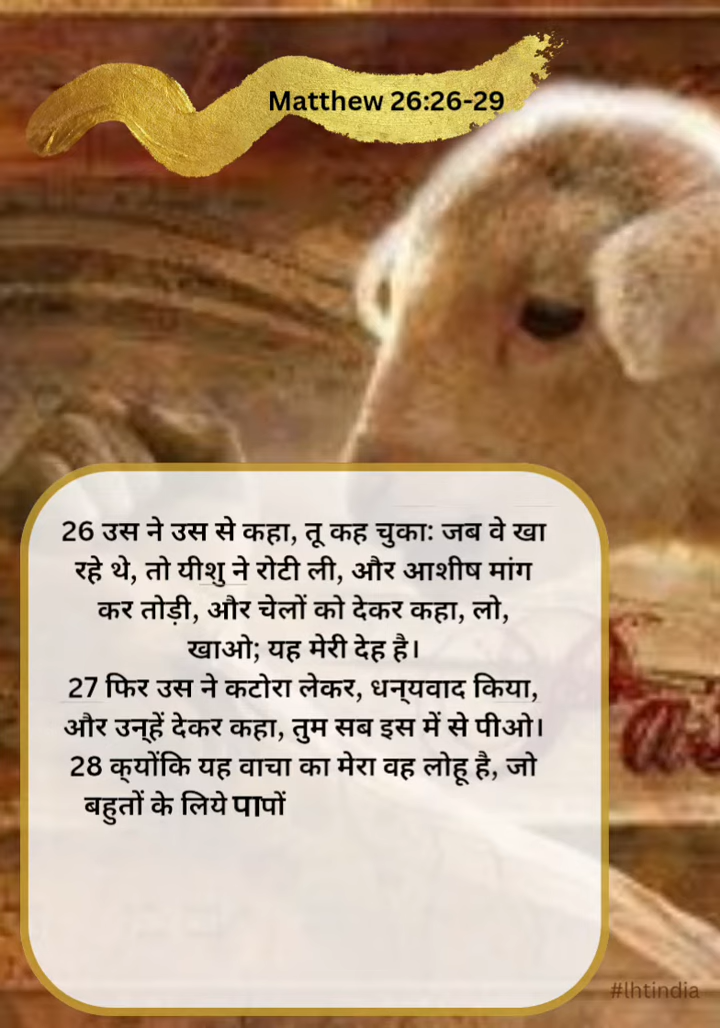 Matthew 26:26-29
26 उस ने उस से कहा, तू कह चुका: जब वे खा
रहे थे, तो यीशु ने रोटी ली, और आशीष मांग
कर तोड़ी, और चेलों को देकर कहा, लो,
खाओ; यह मेरी देह है।
27 फिर उस ने कटोरा लेकर, धन्यवाद किया,
और उन्हें देकर कहा, तुम सब इस में से पीओ।
28 क्योंकि यह वाचा का मेरा वह लोहू है, जो
बहुतों के लिये पापों
#lhtindia